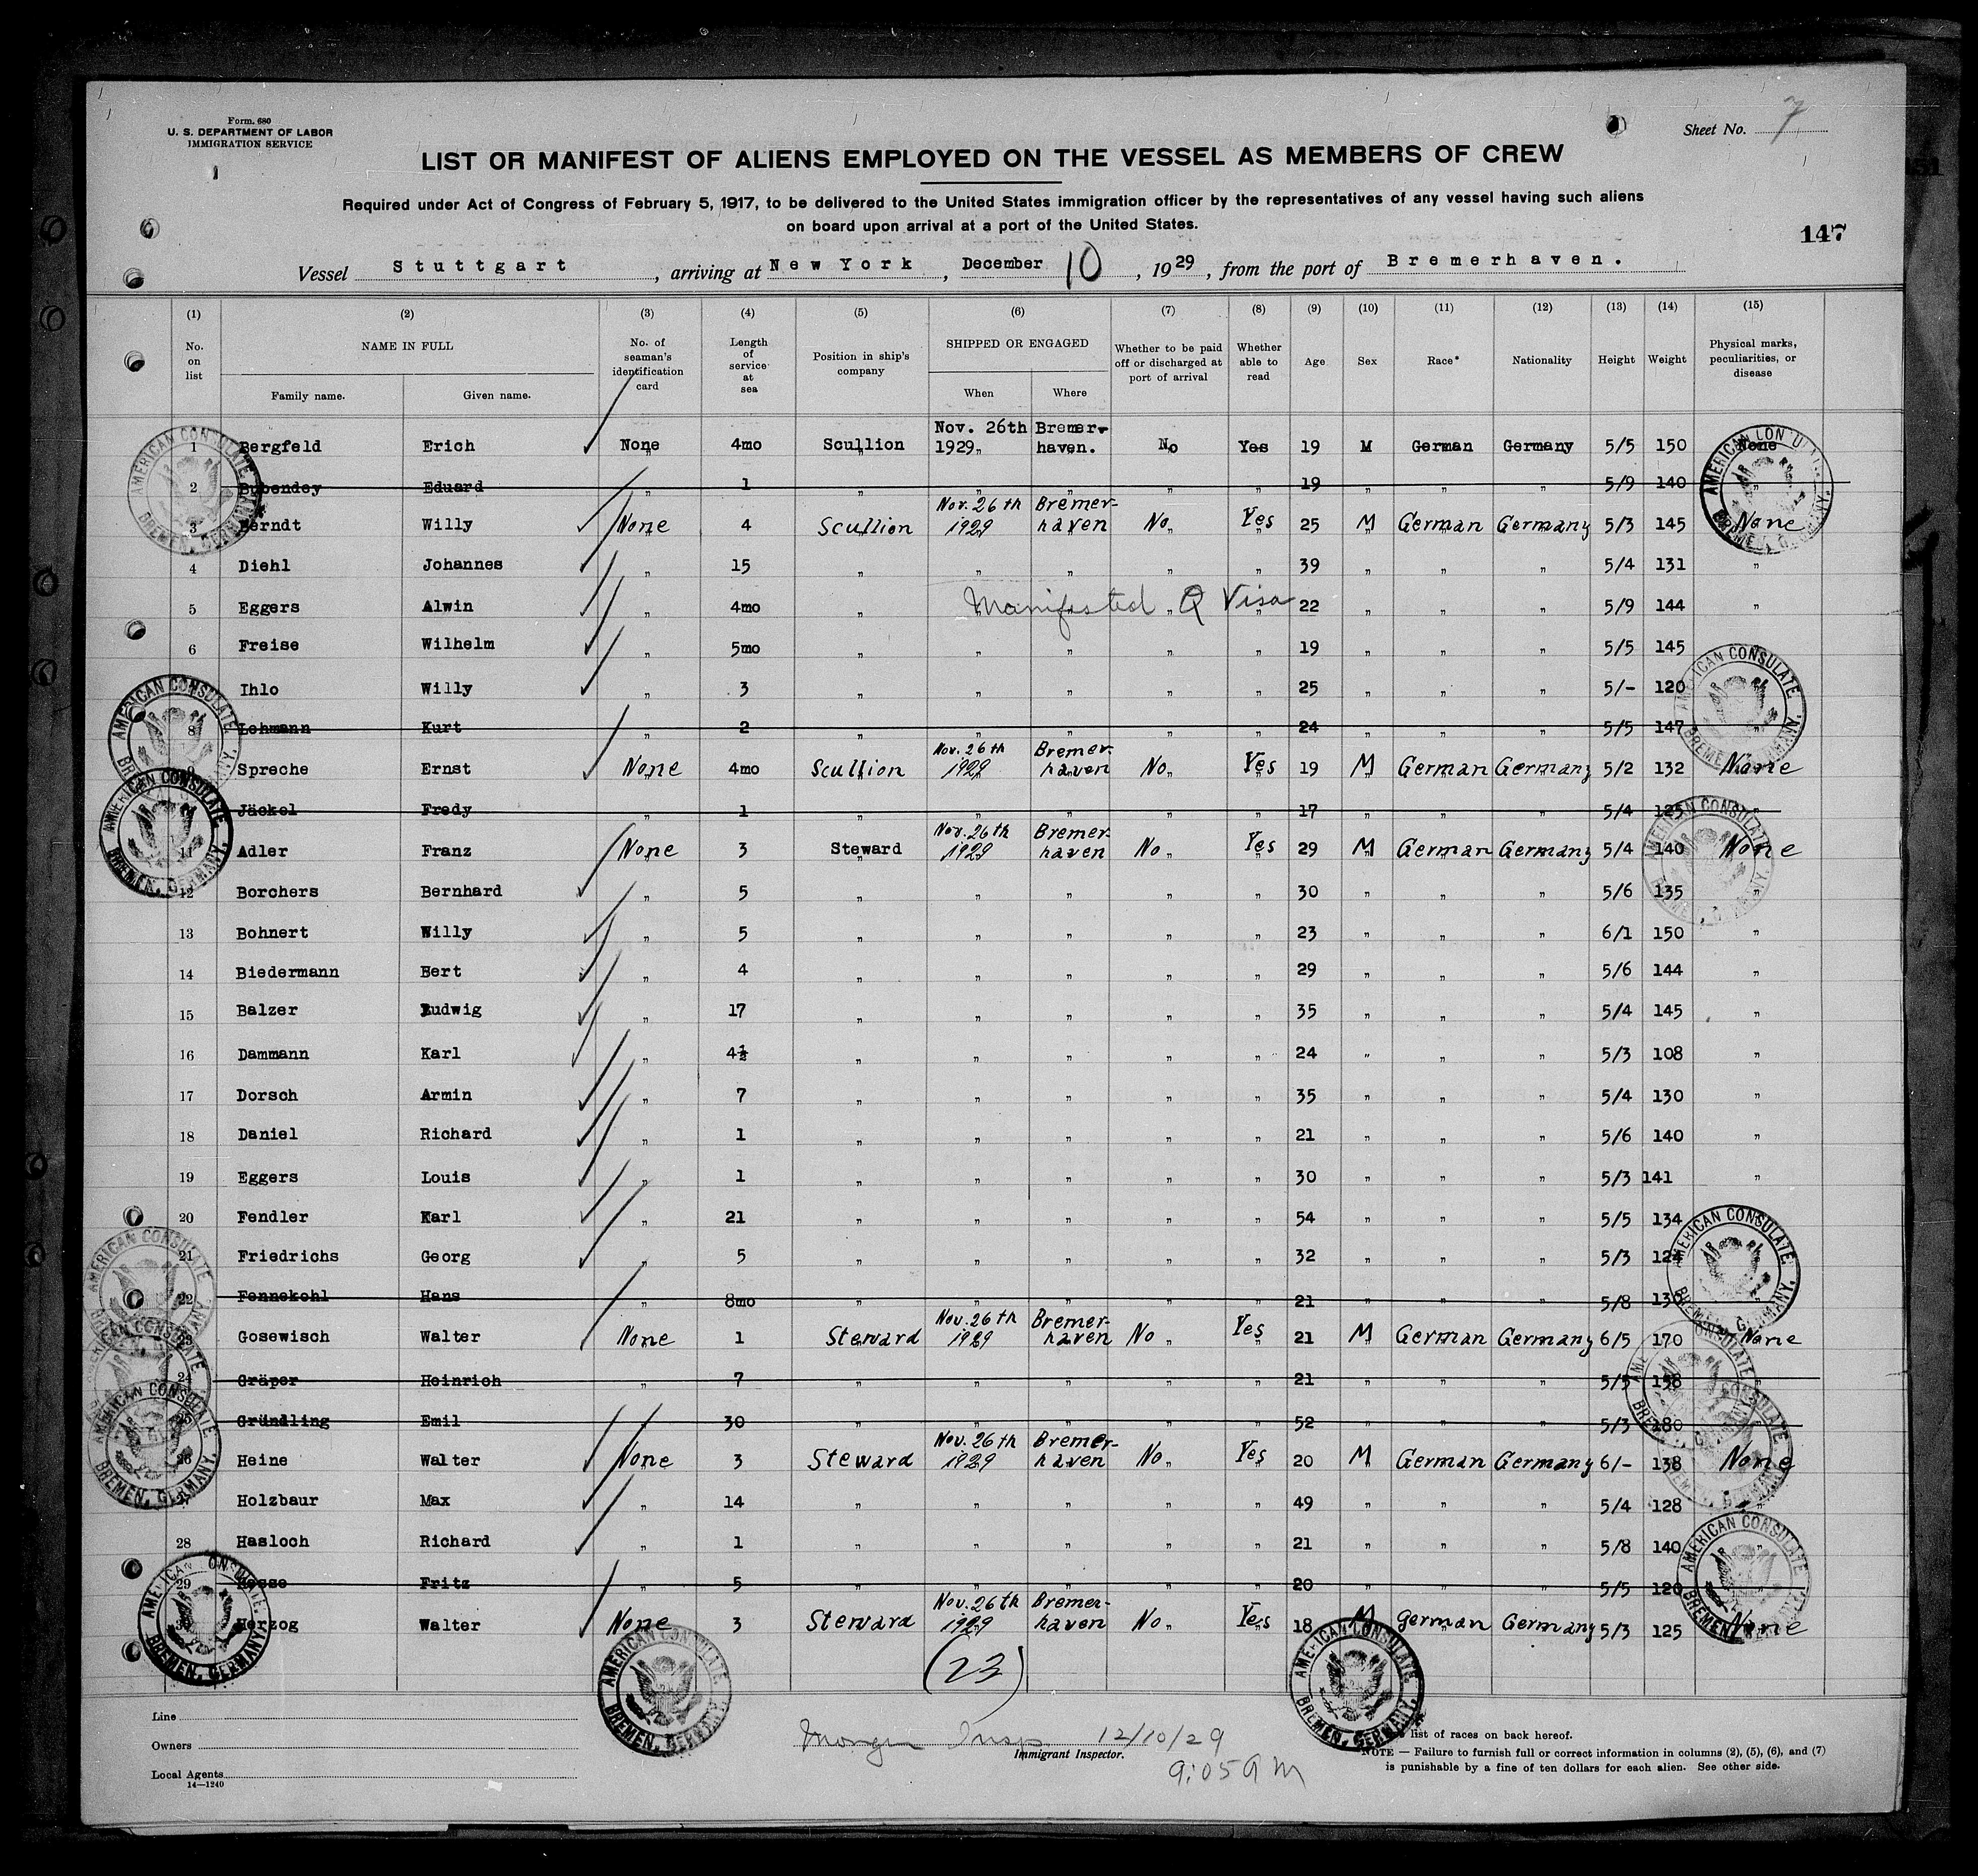 Form. 680
U. S. DEPARTMENT OF LABOR
IMMIGRATION SERVICE
Sheet No. 7
LIST OR MANIFEST OF ALIENS EMPLOYED ON THE VESSEL AS MEMBERS OF CREW
Required under Act of Congress of February 5, 1917, to be delivered to the United States immigration officer by the representatives of any vessel having such aliens
on board upon arrival at a port of the United States.
147
Vessel Stuttgart, arriving at New York, December 10, 1929, from the port of Bremerhaven.
(1) (2) (3) (4) (5) (6) (7) (8) (9) (10) (11) (12) (13) (14) (15)
No. on list NAME IN FULL Family name. Given name. No. of seaman's identification card Length of service at sea Position in ship's company SHIPPED OR ENGAGED When Where Whether to be paid off or discharged at port of arrival Whether able to read Age Sex Race* Nationality Height Weight Physical marks, peculiarities, or disease
1 Bergfeld Erich None 4mo Scullion Nov. 26th 1929 Bremerhaven. No Yes 19 M German Germany 5/5 150 None
2 Bubendey Eduard " 1 " " " " " 19 " " " 5/9 140 "
3 Berndt Willy None 4 Scullion Nov. 26th 1929 Bremerhaven No Yes 25 M German Germany 5/3 145 None
4 Diehl Johannes " 15 " " " " " 39 " " " 5/4 131 "
5 Eggers Alwin " 4mo " Manifested Q Visa 22 " " " 5/9 144 "
6 Freise Wilhelm " 5mo " " " " " 19 " " " 5/5 145 "
Ihlo Willy " 3 " " " " " 25 " " " 5/- 120
8 Lehmann Kurt " 2 " " " " " 24 " " " 5/5 147
9 Spreche Ernst None 4mo Scullion Nov. 26th 1929 Bremerhaven No Yes 19 M German Germany 5/2 132 None
Jäckel Fredy " 1 " " " " " 17 " " " 5/4 125 "
11 Adler Franz None 3 Steward Nov. 26th 1929 Bremerhaven No Yes 29 M German Germany 5/4 140 None
12 Borchers Bernhard " 5 " " " " " 30 " " " 5/6 135 "
13 Bohnert Willy " 5 " " " " " 23 " " " 6/1 150 "
14 Biedermann Bert " 4 " " " " " 29 " " " 5/6 144 "
15 Balzer Ludwig " 17 " " " " " 35 " " " 5/4 145 "
16 Dammann Karl " 4½ " " " " " 24 " " " 5/3 108 "
17 Dorsch Armin " 7 " " " " " 35 " " " 5/4 130 "
18 Daniel Richard " 1 " " " " " 21 " " " 5/6 140 "
19 Eggers Louis " 1 " " " " " 30 " " " 5/3 141 "
20 Fendler Karl " 21 " " " " " 54 " " " 5/5 134
21 Friedrichs Georg " 5 " " " " " 32 " " " 5/3 124
22 Fennekohl Hans " 8mo " " " " " 21 " " " 5/8 130
23 Gosewisch Walter None 1 Steward Nov. 26th 1929 Bremerhaven No Yes 21 M German Germany 6/5 170 None
24 Gräper Heinrich " 7 " " " " " 21 " " " 5/5 158 "
25 Gründling Emil " 30 " " " " " 52 " " " 5/3 180 "
26 Heine Walter None 3 Steward Nov. 26th 1929 Bremerhaven No Yes 20 M German Germany 6/- 138 None
27 Holzbaur Max " 14 " " " " " 49 " " " 5/4 128 "
28 Hasloch Richard " 1 " " " " " 21 " " " 5/8 140 "
29 Hesse Fritz " 5 " " " " " 20 " " " 5/5 120
30 Herzog Walter None 3 Steward Nov. 26th 1929 Bremerhaven No Yes 18 M German Germany 5/3 125 None
(23)
AMERICAN CONSULATE, BREMEN, GERMANY.
Line
Owners
Local Agents
14—1240
Insp 12/10/29
Immigrant Inspector.
9:05 AM
list of races on back hereof.
NOTE — Failure to furnish full or correct information in columns (2), (5), (6), and (7)
is punishable by a fine of ten dollars for each alien. See other side.